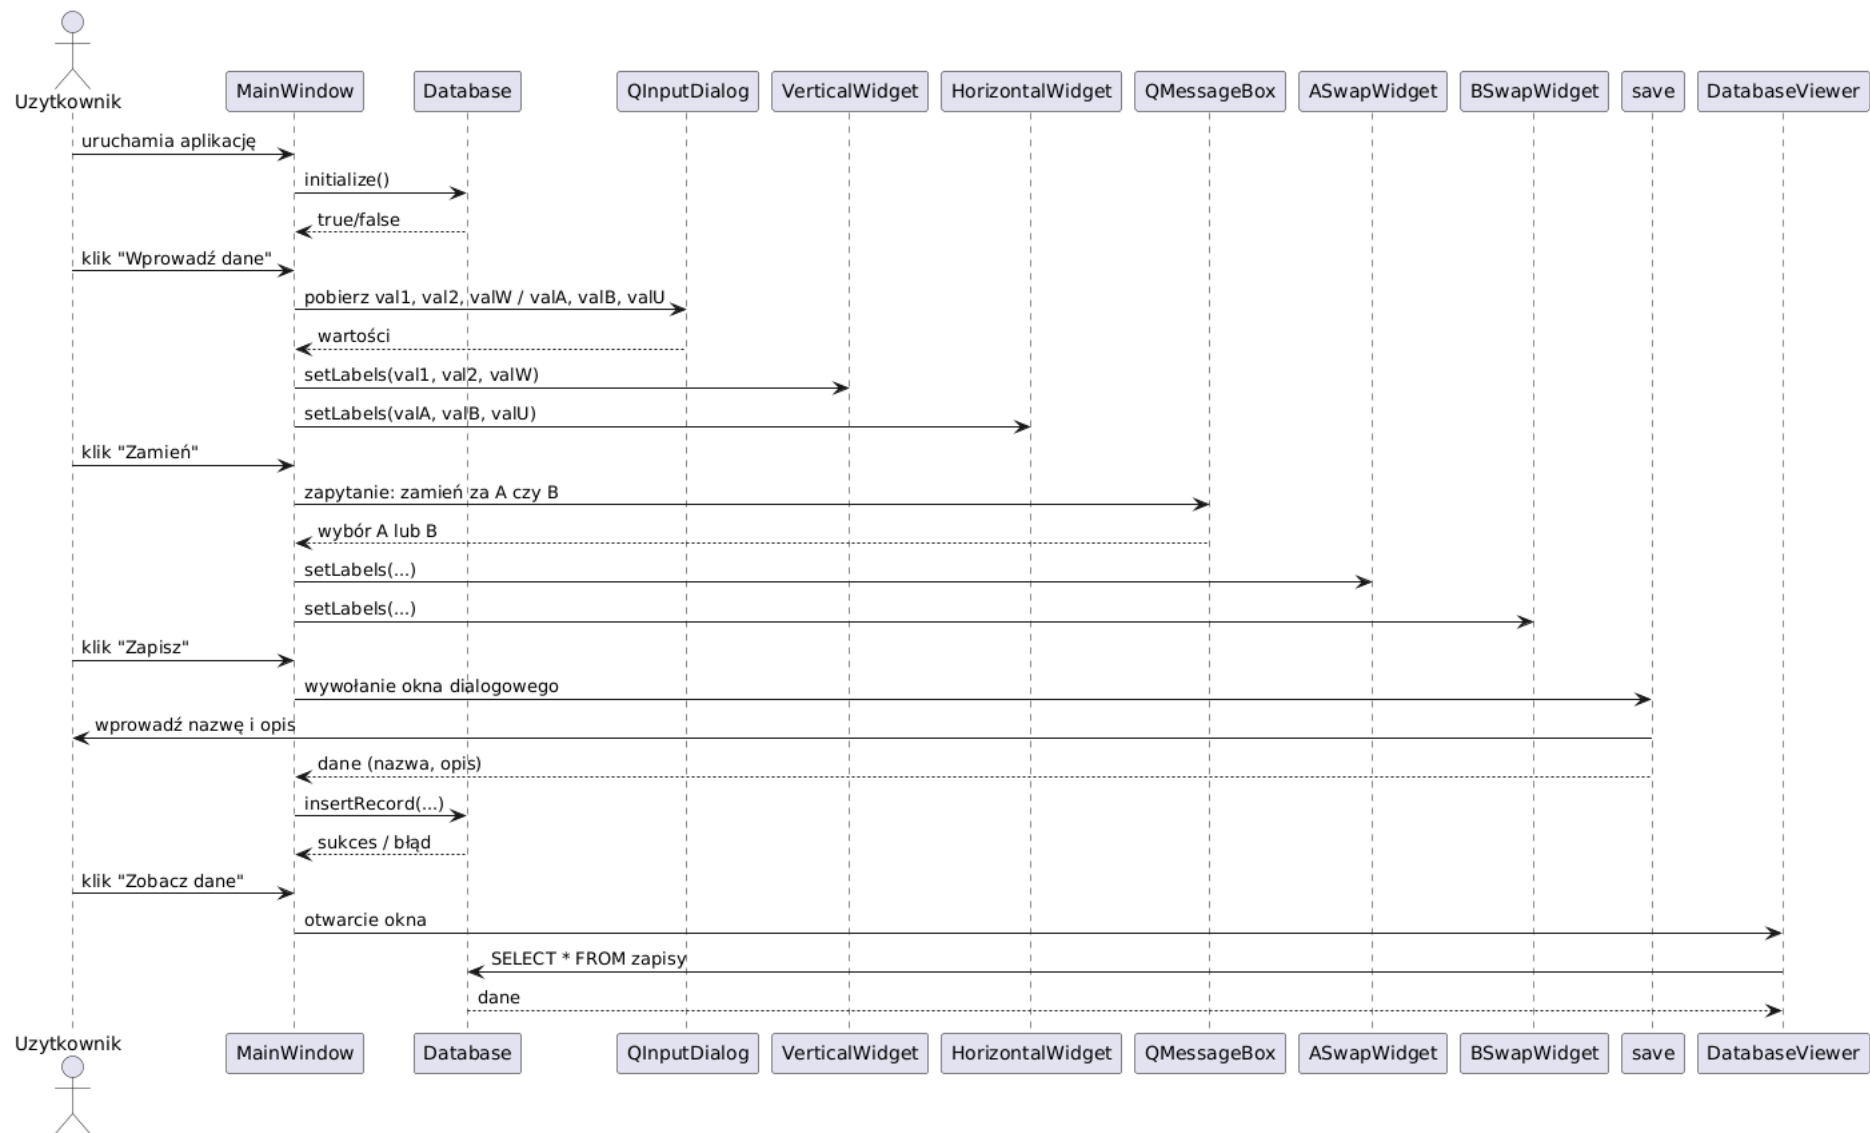 MainWindow
Database
QInputDialog
VerticalWidget
HorizontalWidget
QMessageBox
ASwapWidget
BSwapWidget
save
DatabaseViewer
Uzytkownik
uruchamia aplikację
initialize()
true/false
klik "Wprowadź dane"
pobierz val1, val2, valW / valA, valB, valU
wartości
setLabels(val1, val2, valW)
setLabels(valA, valB, valU)
klik "Zamień"
zapytanie: zamień za A czy B
wybór A lub B
setLabels(...)
setLabels(...)
klik "Zapisz"
wywołanie okna dialogowego
wprowadź nazwę i opis
dane (nazwa, opis)
insertRecord(...)
sukces / błąd
klik "Zobacz dane"
otwarcie okna
SELECT * FROM zapisy
dane
Uzytkownik
MainWindow
Database
QInputDialog
VerticalWidget
HorizontalWidget
QMessageBox
ASwapWidget
BSwapWidget
save
DatabaseViewer